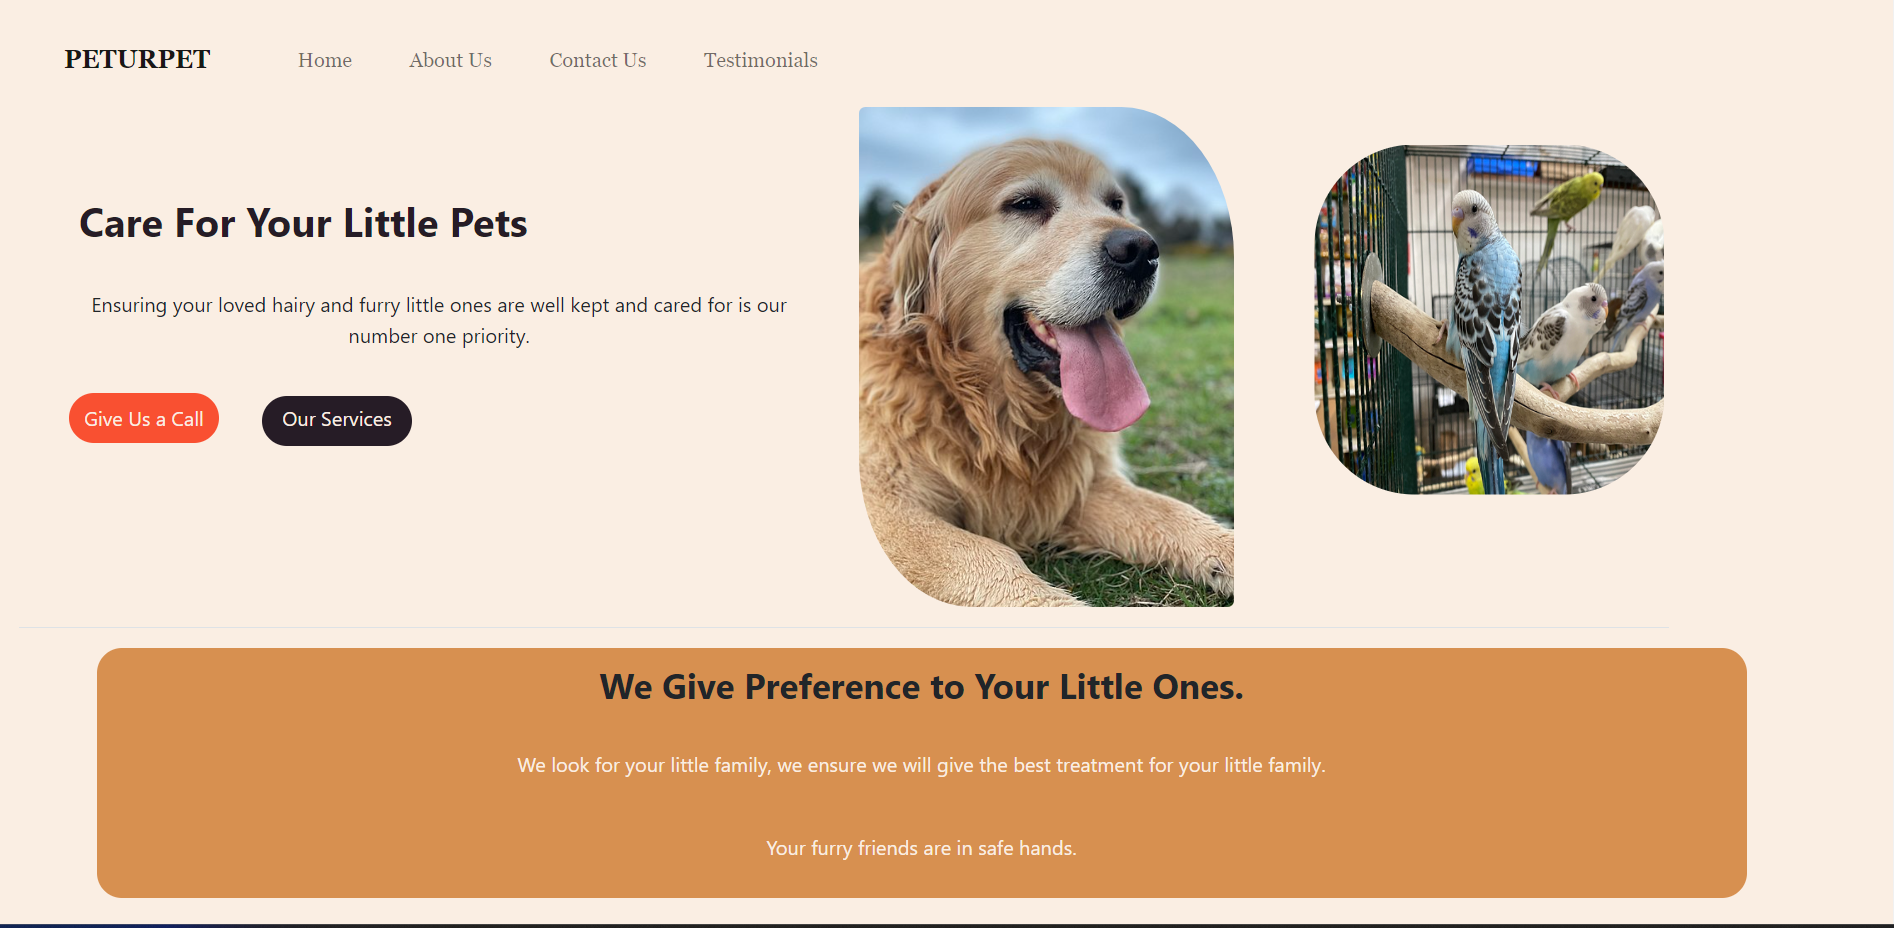 PETURPET Home About Us Contact Us Testimonials
Care For Your Little Pets
Ensuring your loved hairy and furry little ones are well kept and cared for is our
number one priority.
Give Us a Call Our Services
We Give Preference to Your Little Ones.
We look for your little family, we ensure we will give the best treatment for your little family.
Your furry friends are in safe hands.